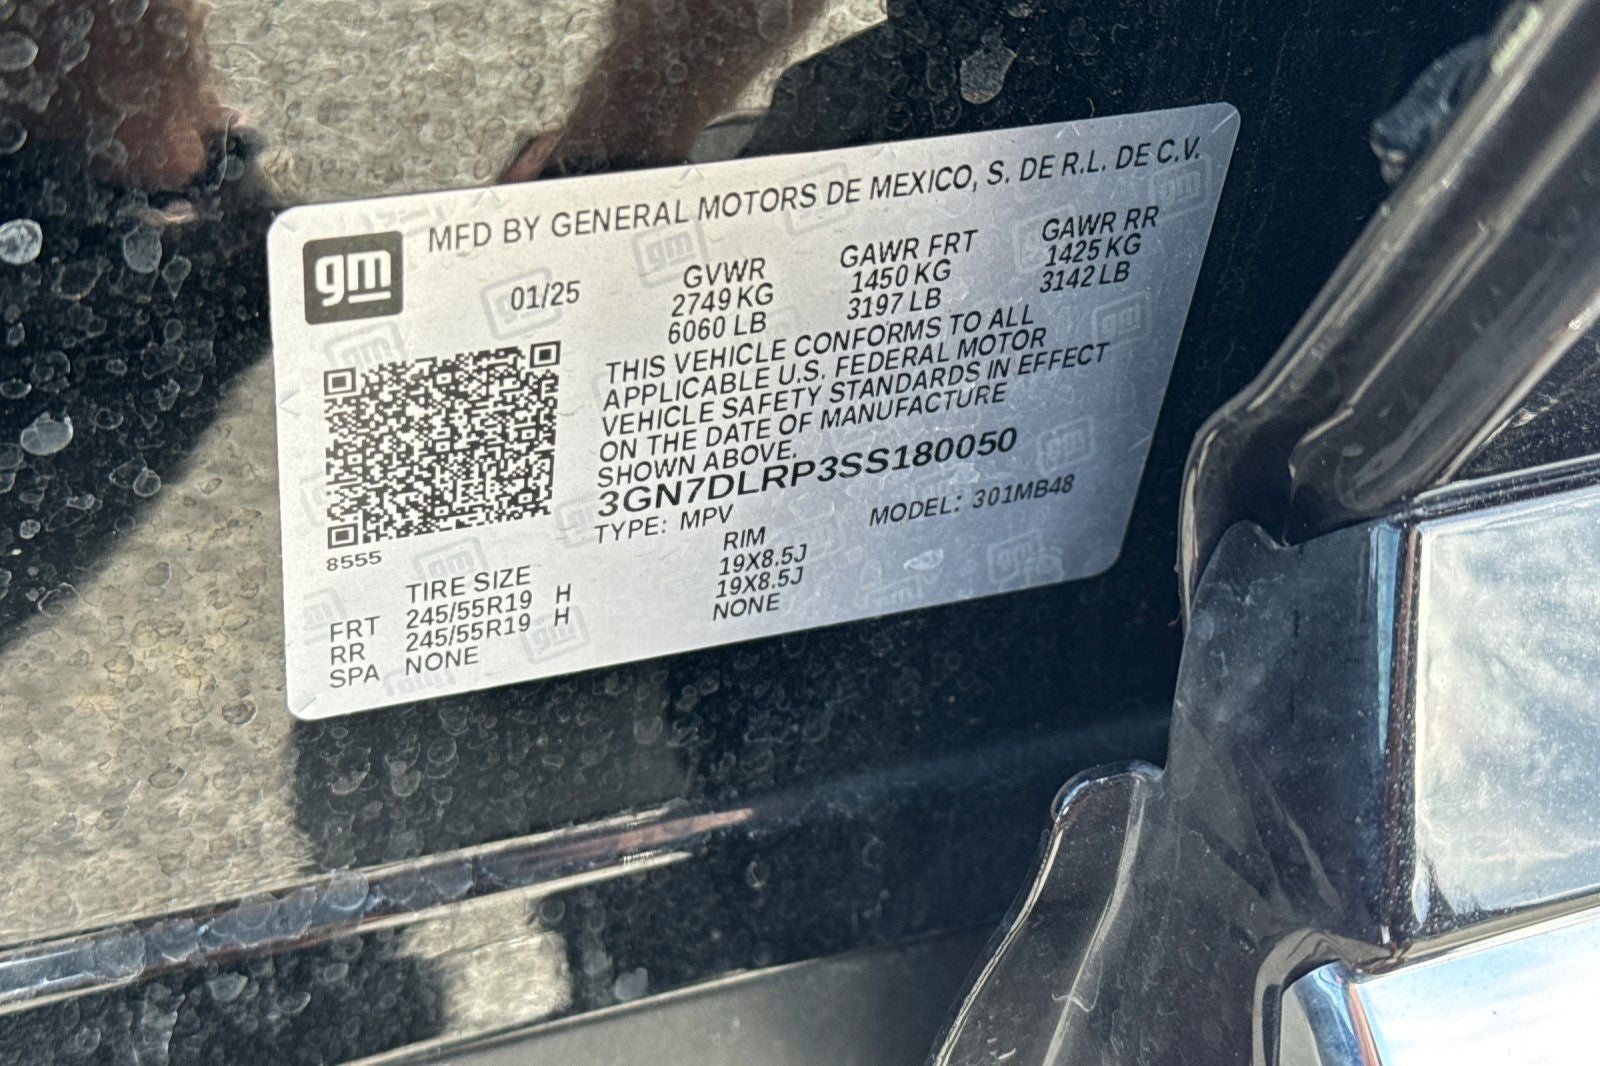 gm
MFD BY GENERAL MOTORS DE MEXICO, S. DE R.L. DE C.V.
01/25
GVWR GAWR FRT GAWR RR
2749 KG 1450 KG 1425 KG
6060 LB 3197 LB 3142 LB
THIS VEHICLE CONFORMS TO ALL
APPLICABLE U.S. FEDERAL MOTOR
VEHICLE SAFETY STANDARDS IN EFFECT
ON THE DATE OF MANUFACTURE
SHOWN ABOVE.
3GN7DLRP3SS180050
TYPE: MPV MODEL: 301MB48
8555
TIRE SIZE RIM
FRT 245/55R19 H 19X8.5J
RR 245/55R19 H 19X8.5J
SPA NONE NONE